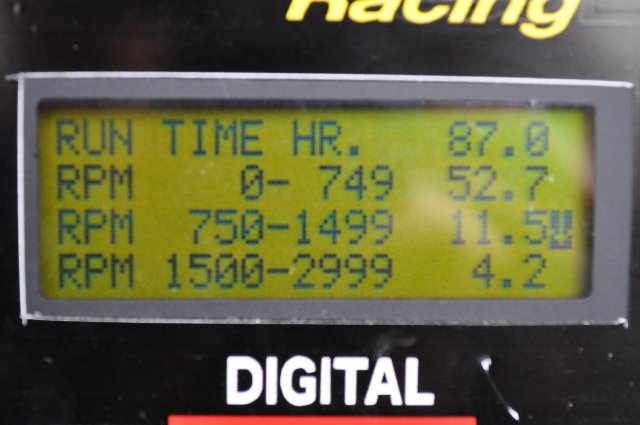 Racing
RUN TIME HR. 87.0
RPM 0- 749 52.7
RPM 750-1499 11.5
RPM 1500-2999 4.2
DIGITAL